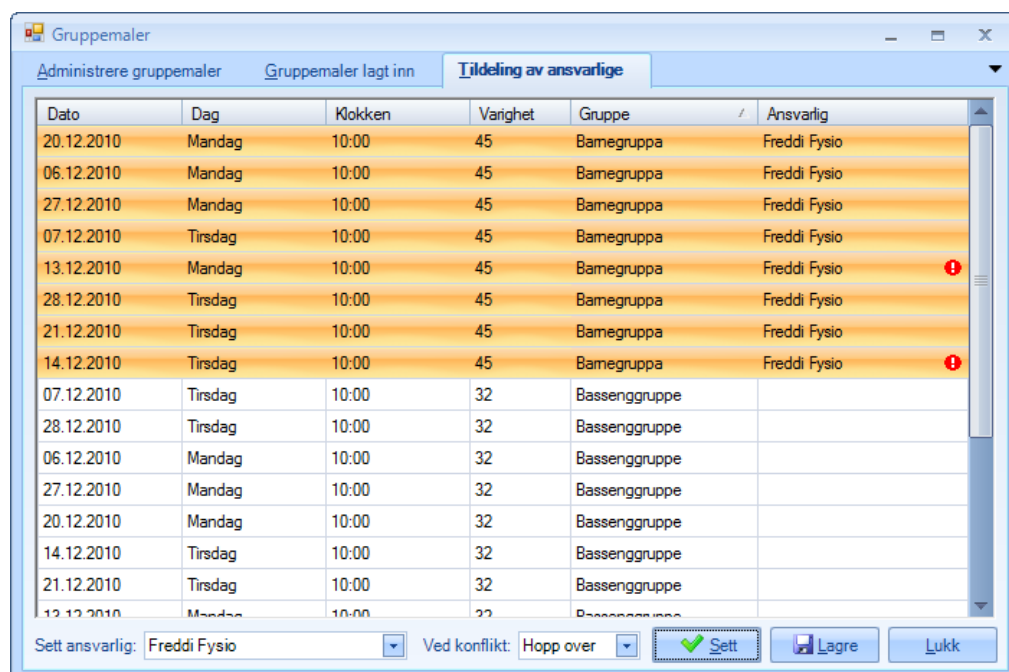 Gruppemaler
Administrere gruppemaler Gruppemaler lagt inn Tildeling av ansvarlige
Dato Dag Klokken Varighet Gruppe Ansvarlig
20.12.2010 Mandag 10:00 45 Barnegruppa Freddi Fysio
06.12.2010 Mandag 10:00 45 Barnegruppa Freddi Fysio
27.12.2010 Mandag 10:00 45 Barnegruppa Freddi Fysio
07.12.2010 Tirsdag 10:00 45 Barnegruppa Freddi Fysio
13.12.2010 Mandag 10:00 45 Barnegruppa Freddi Fysio
28.12.2010 Tirsdag 10:00 45 Barnegruppa Freddi Fysio
21.12.2010 Tirsdag 10:00 45 Barnegruppa Freddi Fysio
14.12.2010 Tirsdag 10:00 45 Barnegruppa Freddi Fysio
07.12.2010 Tirsdag 10:00 32 Bassenggruppe
28.12.2010 Tirsdag 10:00 32 Bassenggruppe
06.12.2010 Mandag 10:00 32 Bassenggruppe
27.12.2010 Mandag 10:00 32 Bassenggruppe
20.12.2010 Mandag 10:00 32 Bassenggruppe
14.12.2010 Tirsdag 10:00 32 Bassenggruppe
21.12.2010 Tirsdag 10:00 32 Bassenggruppe
13.12.2010 Mandag 10:00 32 Bassenggruppe
Sett ansvarlig: Freddi Fysio Ved konflikt: Hopp over Sett Lagre Lukk